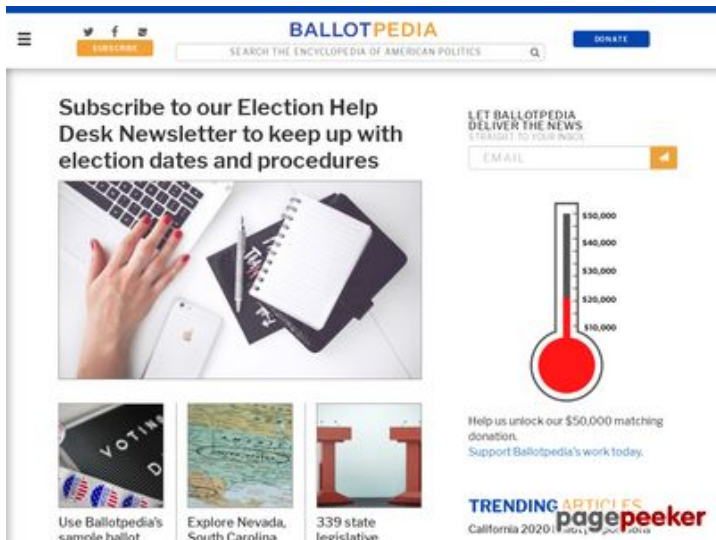 SUBSCRIBE
BALLOTPEDIA
SEARCH THE ENCYCLOPEDIA OF AMERICAN POLITICS
DONATE
Subscribe to our Election Help
Desk Newsletter to keep up with
election dates and procedures
LET BALLOTPEDIA
DELIVER THE NEWS
STRAIGHT TO YOUR INBOX
EMAIL
$50,000
$40,000
$30,000
$20,000
$10,000
Help us unlock our $50,000 matching
donation.
Support Ballotpedia's work today.
VOTING
D
Use Ballotpedia's
sample ballot
Explore Nevada,
South Carolina
339 state
legislative
TRENDING ARTICLES
California 2020
pagepeeker